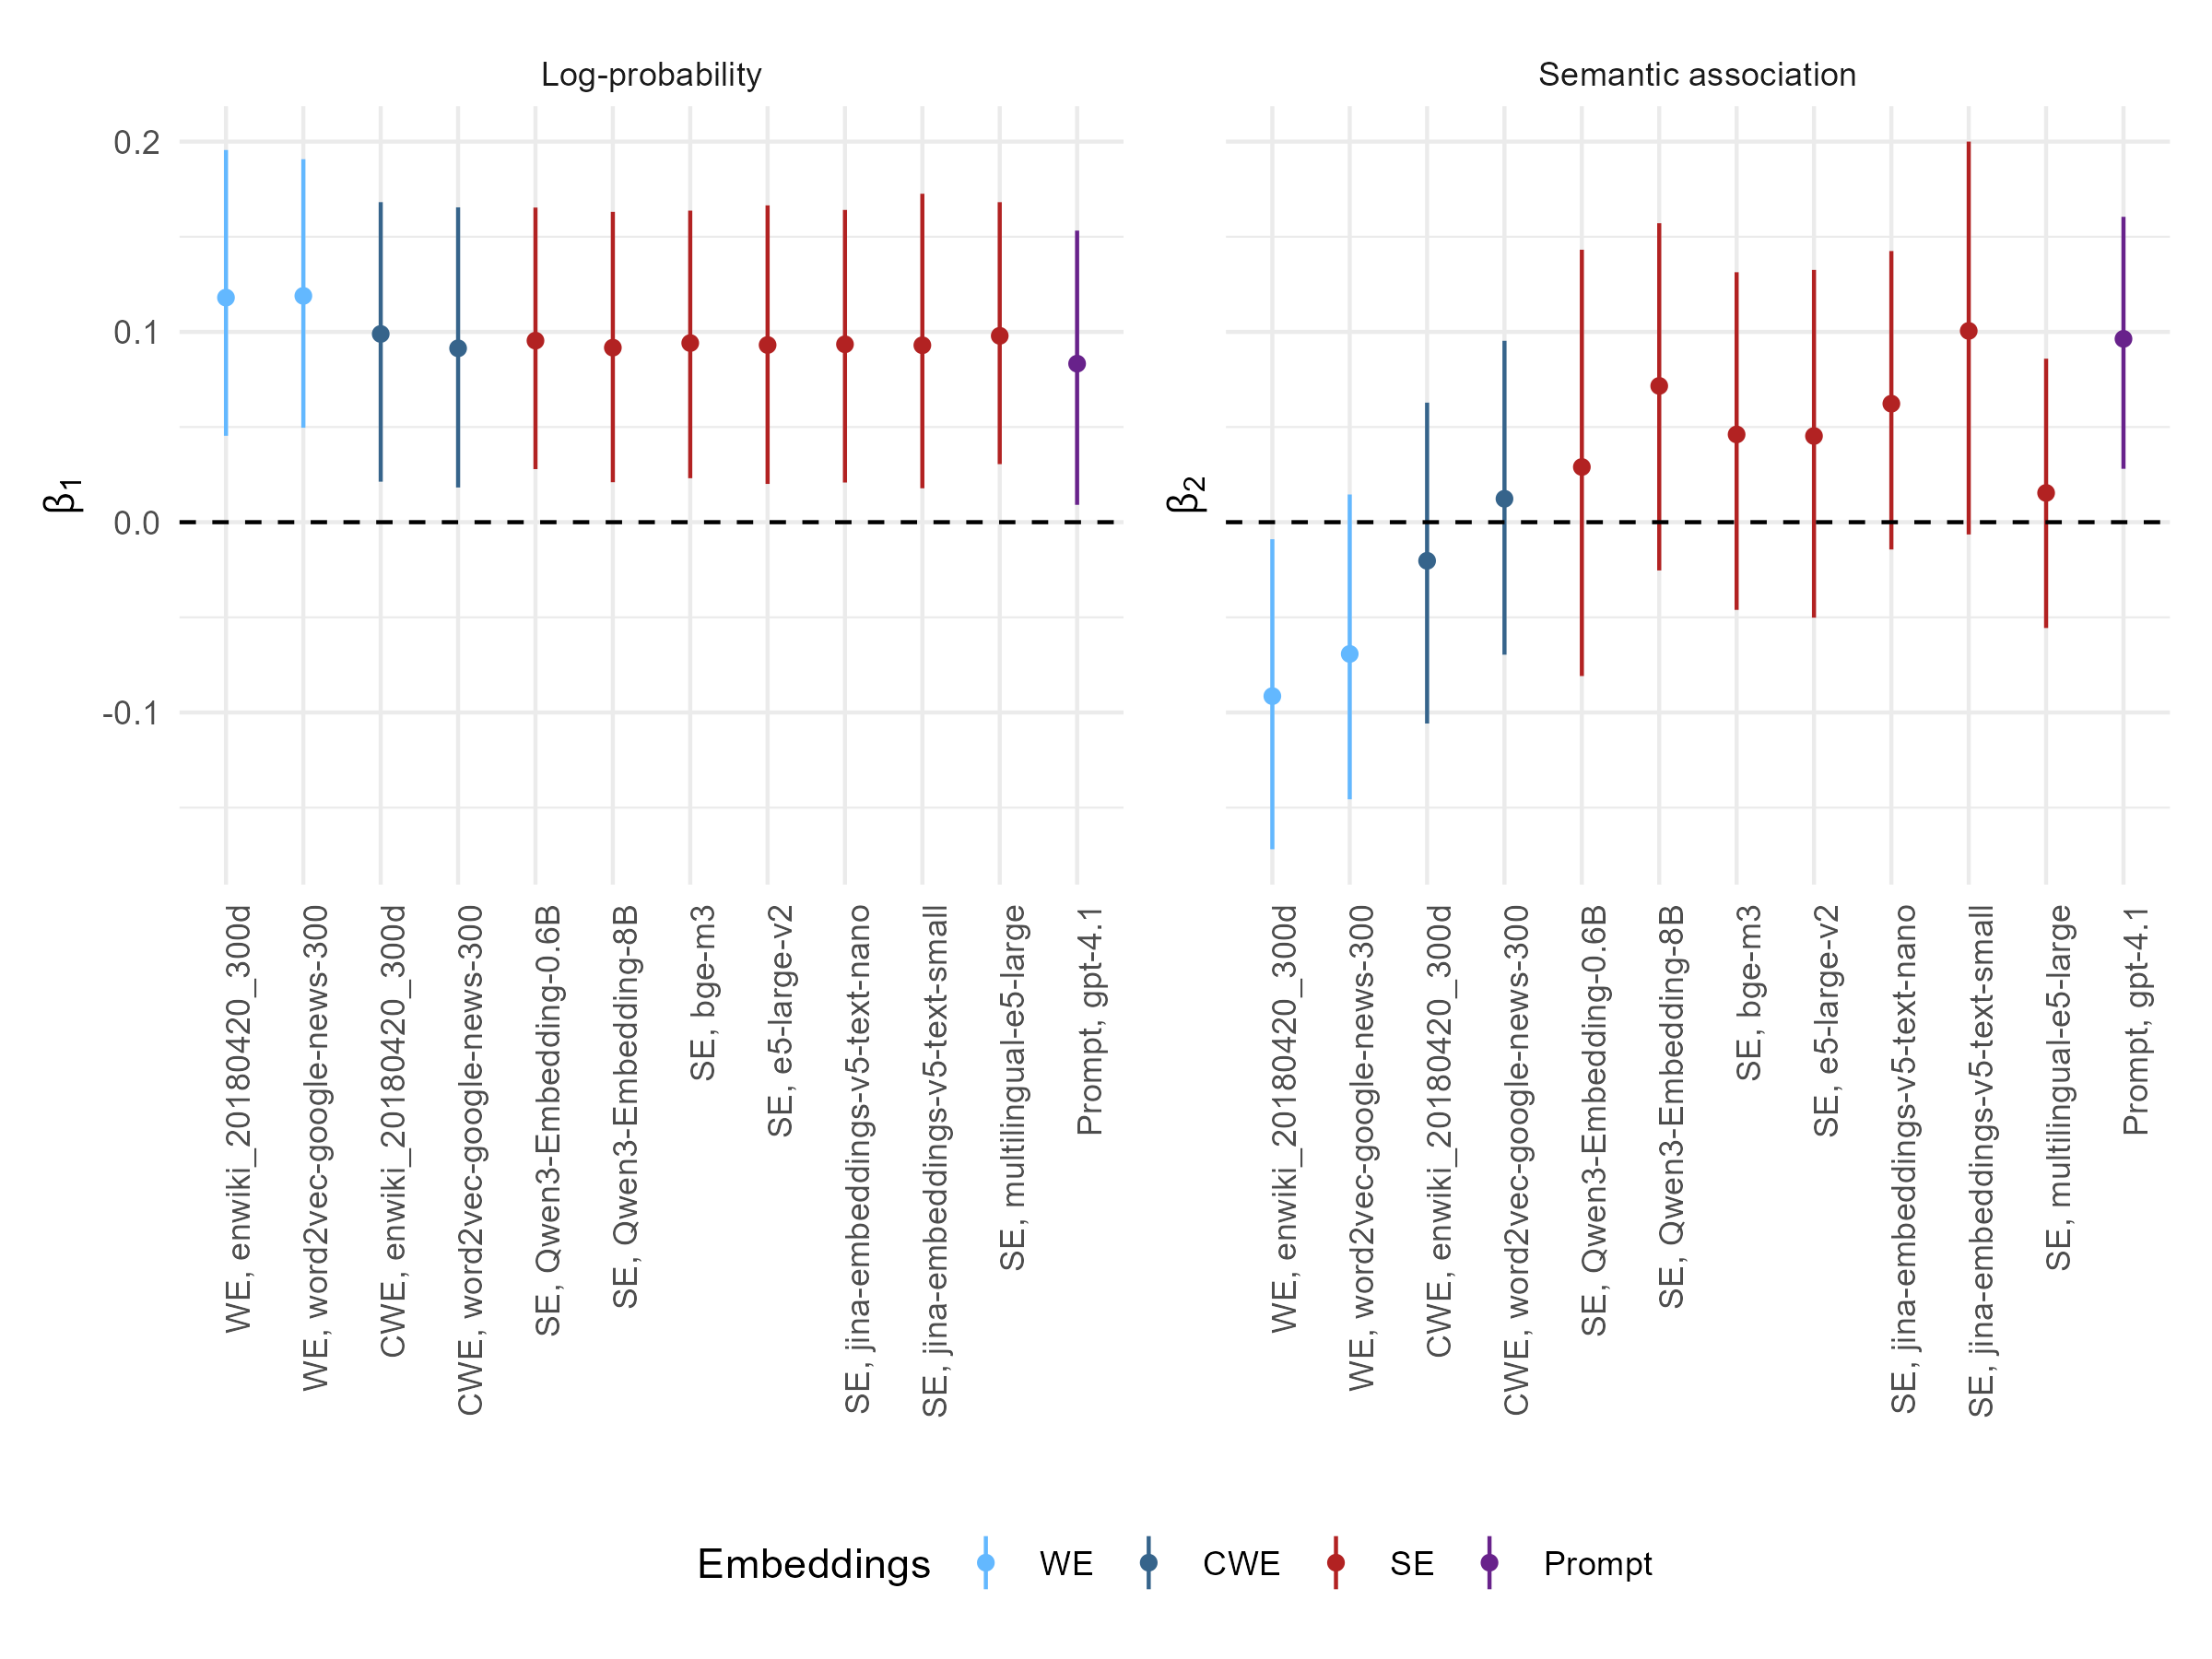 Log-probability
Semantic association
0.2
0.1
0.0
-0.1
β1
β2
WE, enwiki_20180420_300d
WE, word2vec-google-news-300
CWE, enwiki_20180420_300d
CWE, word2vec-google-news-300
SE, Qwen3-Embedding-0.6B
SE, Qwen3-Embedding-8B
SE, bge-m3
SE, e5-large-v2
SE, jina-embeddings-v5-text-nano
SE, jina-embeddings-v5-text-small
SE, multilingual-e5-large
Prompt, gpt-4.1
WE, enwiki_20180420_300d
WE, word2vec-google-news-300
CWE, enwiki_20180420_300d
CWE, word2vec-google-news-300
SE, Qwen3-Embedding-0.6B
SE, Qwen3-Embedding-8B
SE, bge-m3
SE, e5-large-v2
SE, jina-embeddings-v5-text-nano
SE, jina-embeddings-v5-text-small
SE, multilingual-e5-large
Prompt, gpt-4.1
Embeddings WE CWE SE Prompt